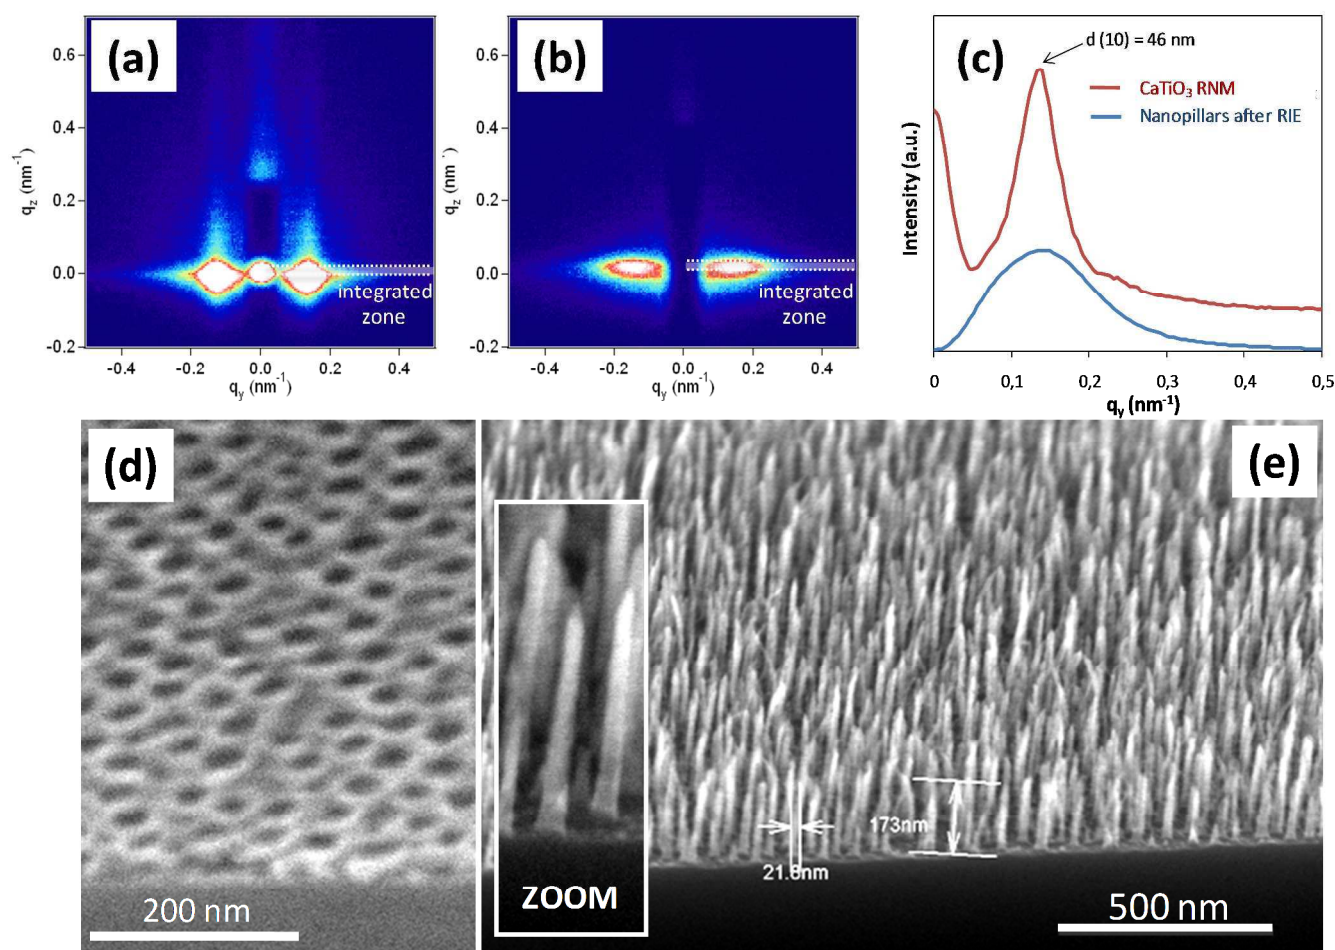 (a)
0.6
0.4
0.2
0.0
-0.2
q_z (nm⁻¹)
integrated
zone
-0.4 -0.2 0.0 0.2 0.4
q_y (nm⁻¹)
(b)
0.6
0.4
0.2
0.0
-0.2
q_z (nm⁻)
integrated
zone
-0.4 -0.2 0.0 0.2 0.4
q_y (nm⁻¹)
(c)
d (10) = 46 nm
CaTiO₃ RNM
Nanopillars after RIE
Intensity (a.u.)
0 0,1 0,2 0,3 0,4 0,5
q_y (nm⁻¹)
(d)
200 nm
(e)
173nm
ZOOM
500 nm